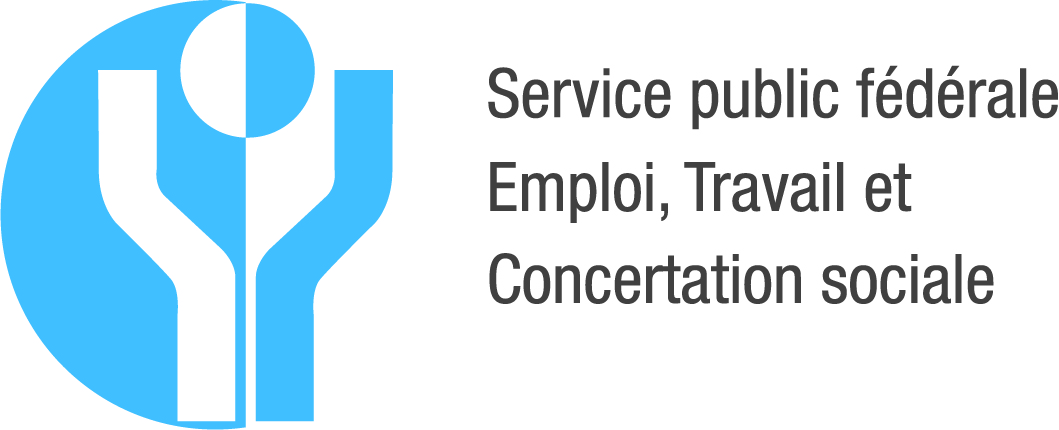 Service public fédérale
Emploi, Travail et
Concertation sociale